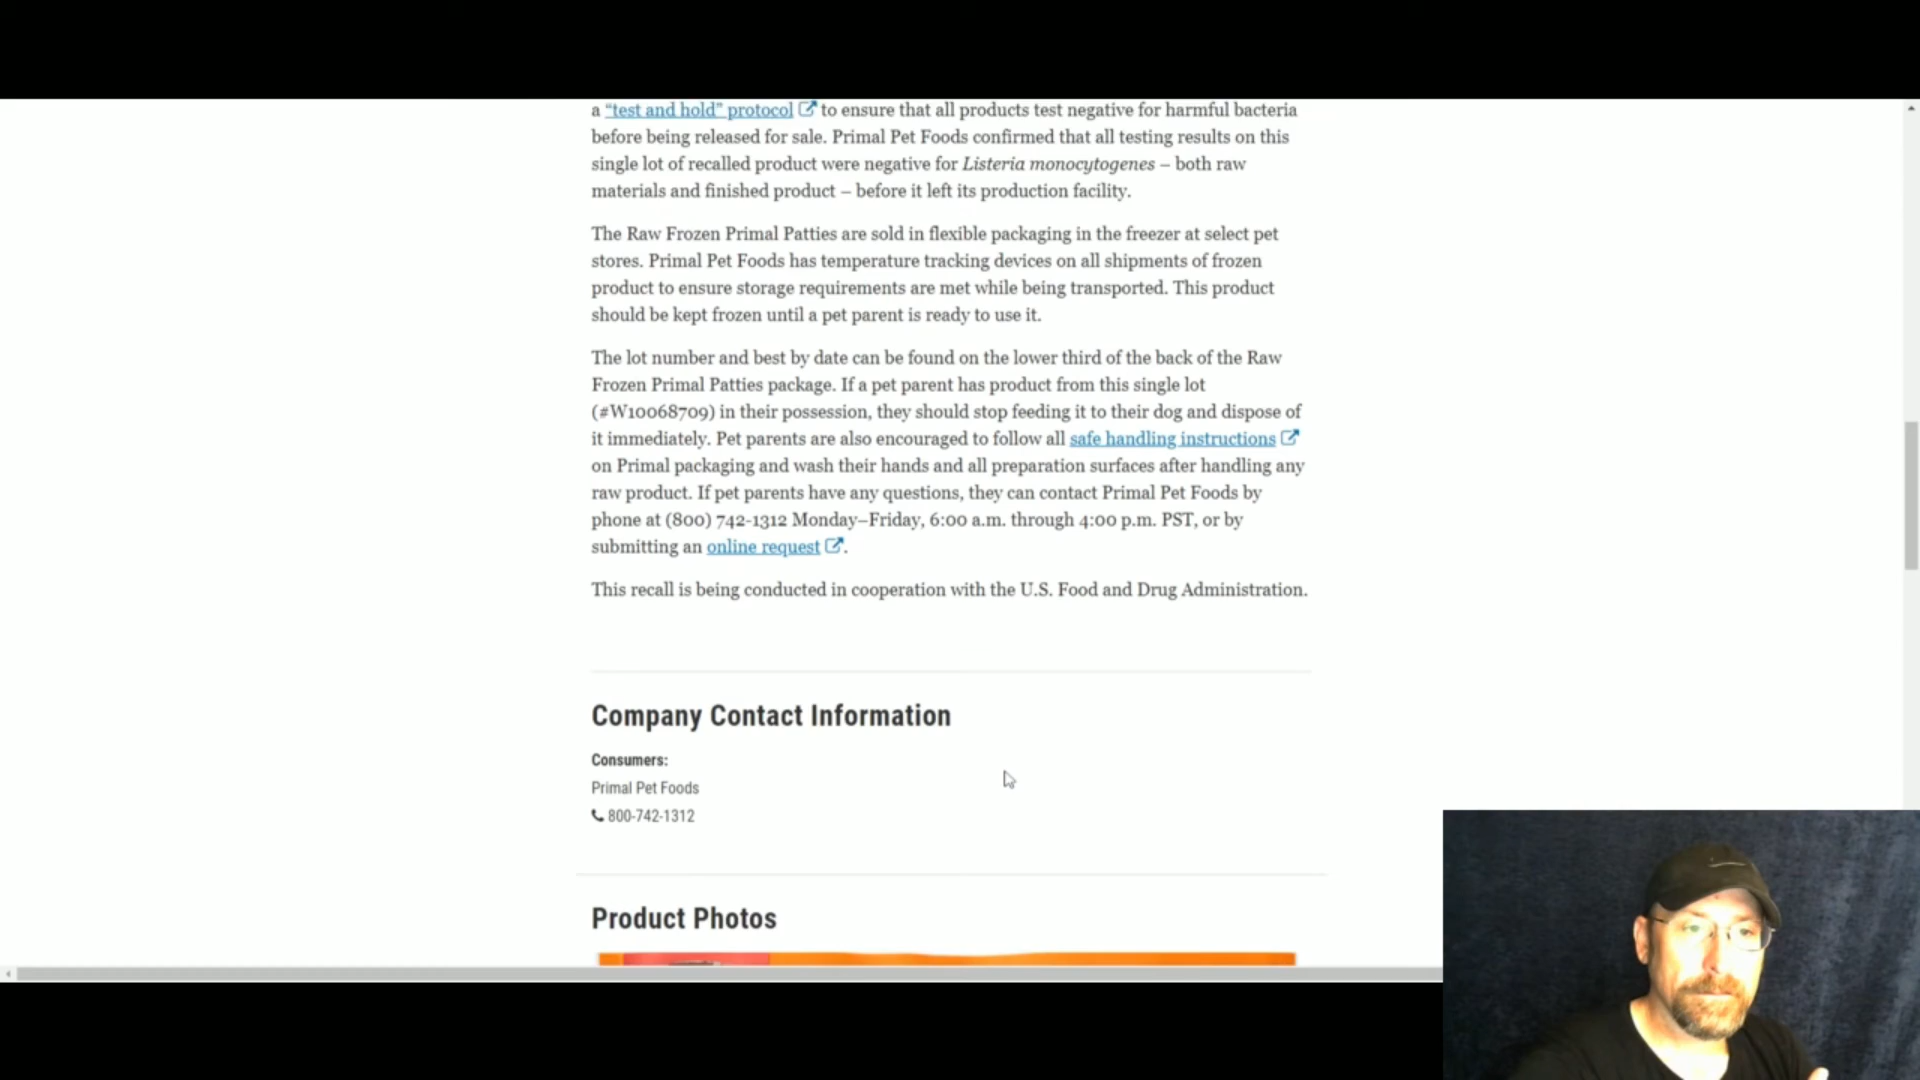 a “test and hold” protocol to ensure that all products test negative for harmful bacteria
before being released for sale. Primal Pet Foods confirmed that all testing results on this
single lot of recalled product were negative for Listeria monocytogenes – both raw
materials and finished product – before it left its production facility.
The Raw Frozen Primal Patties are sold in flexible packaging in the freezer at select pet
stores. Primal Pet Foods has temperature tracking devices on all shipments of frozen
product to ensure storage requirements are met while being transported. This product
should be kept frozen until a pet parent is ready to use it.
The lot number and best by date can be found on the lower third of the back of the Raw
Frozen Primal Patties package. If a pet parent has product from this single lot
(#W10068709) in their possession, they should stop feeding it to their dog and dispose of
it immediately. Pet parents are also encouraged to follow all safe handling instructions
on Primal packaging and wash their hands and all preparation surfaces after handling any
raw product. If pet parents have any questions, they can contact Primal Pet Foods by
phone at (800) 742-1312 Monday–Friday, 6:00 a.m. through 4:00 p.m. PST, or by
submitting an online request.
This recall is being conducted in cooperation with the U.S. Food and Drug Administration.
Company Contact Information
Consumers:
Primal Pet Foods
800-742-1312
Product Photos